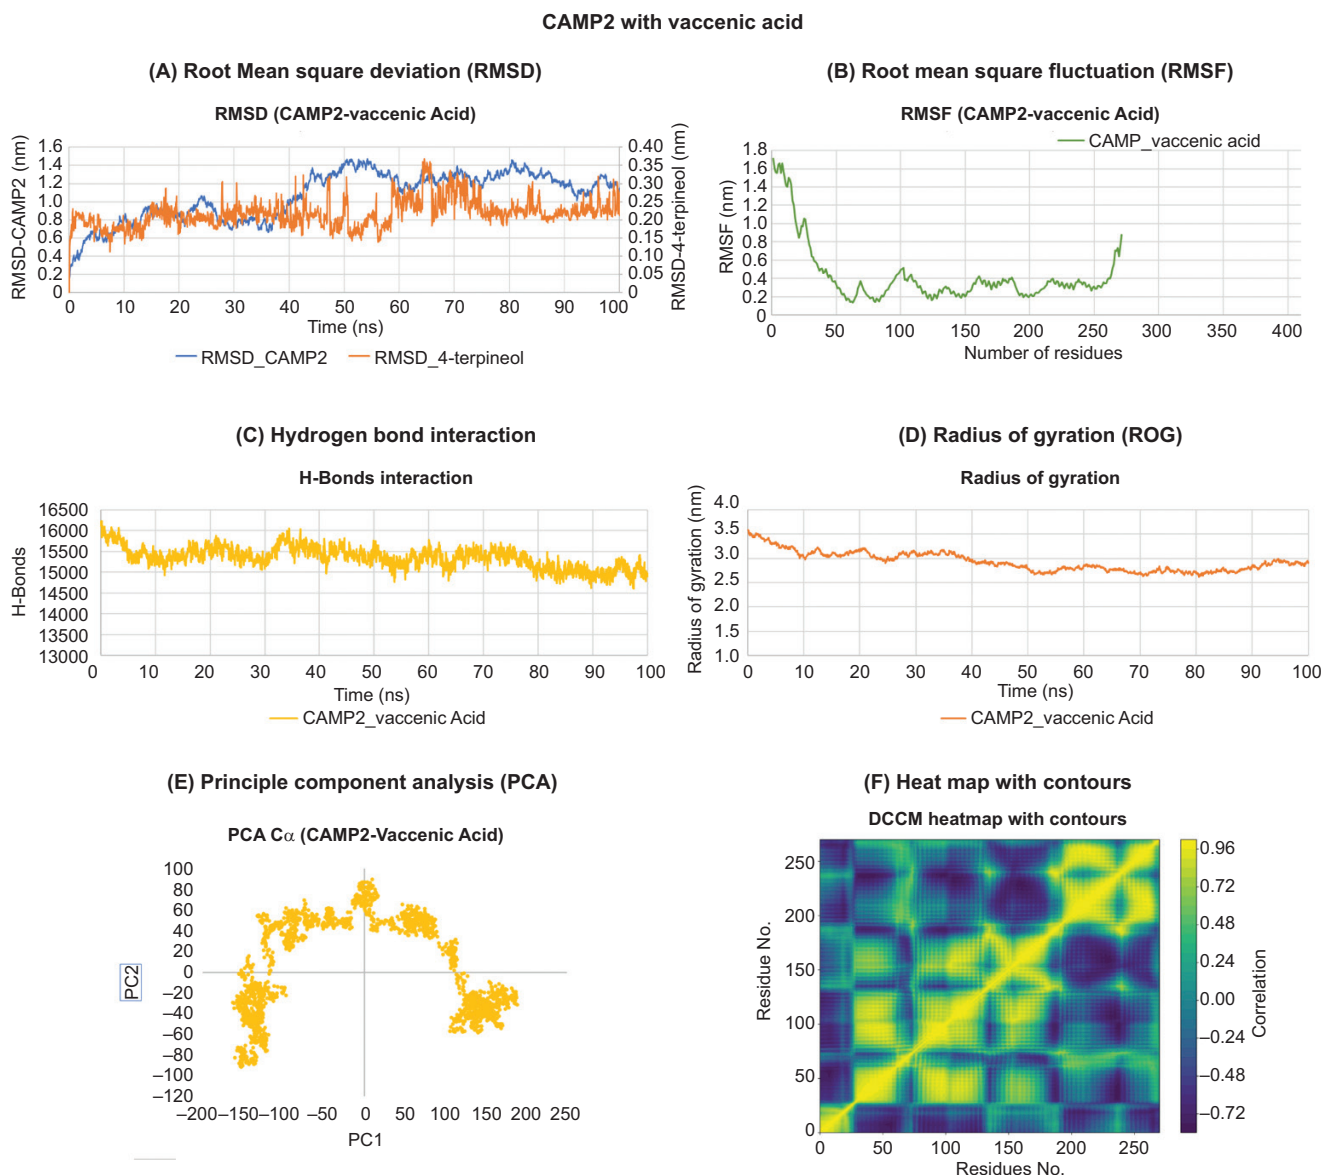 CAMP2 with vaccenic acid
(A) Root Mean square deviation (RMSD)
RMSD (CAMP2-vaccenic Acid)
RMSD-CAMP2 (nm)
1.6
1.4
1.2
1.0
0.8
0.6
0.4
0.2
0
0.40
0.35
0.30
0.25
0.20
0.15
0.10
0.05
0
RMSD-4-terpineol (nm)
0 10 20 30 40 50 60 70 80 90 100
Time (ns)
RMSD_CAMP2 RMSD_4-terpineol
(B) Root mean square fluctuation (RMSF)
RMSF (CAMP2-vaccenic Acid)
CAMP_vaccenic acid
RMSF (nm)
1.8
1.6
1.4
1.2
1.0
0.8
0.6
0.4
0.2
0
0 50 100 150 200 250 300 350 400
Number of residues
(C) Hydrogen bond interaction
H-Bonds interaction
H-Bonds
16500
16000
15500
15000
14500
14000
13500
13000
0 10 20 30 40 50 60 70 80 90 100
Time (ns)
CAMP2_vaccenic Acid
(D) Radius of gyration (ROG)
Radius of gyration
Radius of gyration (nm)
4.0
3.5
3.0
2.5
2.0
1.5
1.0
0 10 20 30 40 50 60 70 80 90 100
Time (ns)
CAMP2_vaccenic Acid
(E) Principle component analysis (PCA)
PCA Cα (CAMP2-Vaccenic Acid)
PC2
100
80
60
40
20
0
–20
–40
–60
–80
–100
–120
–200 –150 –100 –50 0 50 100 150 200 250
PC1
(F) Heat map with contours
DCCM heatmap with contours
Residue No.
250
200
150
100
50
0
0 50 100 150 200 250
Residues No.
0.96
0.72
0.48
0.24
0.00
–0.24
–0.48
–0.72
Correlation